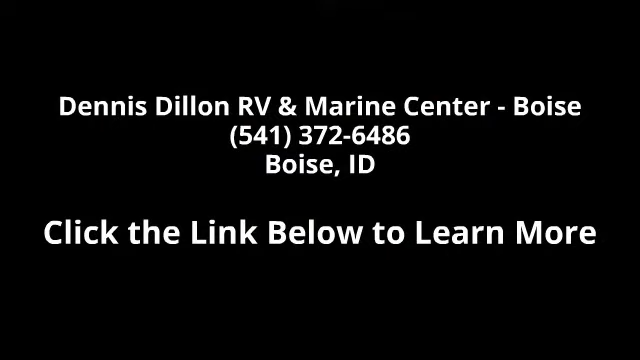 Dennis Dillon RV & Marine Center - Boise
(541) 372-6486
Boise, ID
Click the Link Below to Learn More